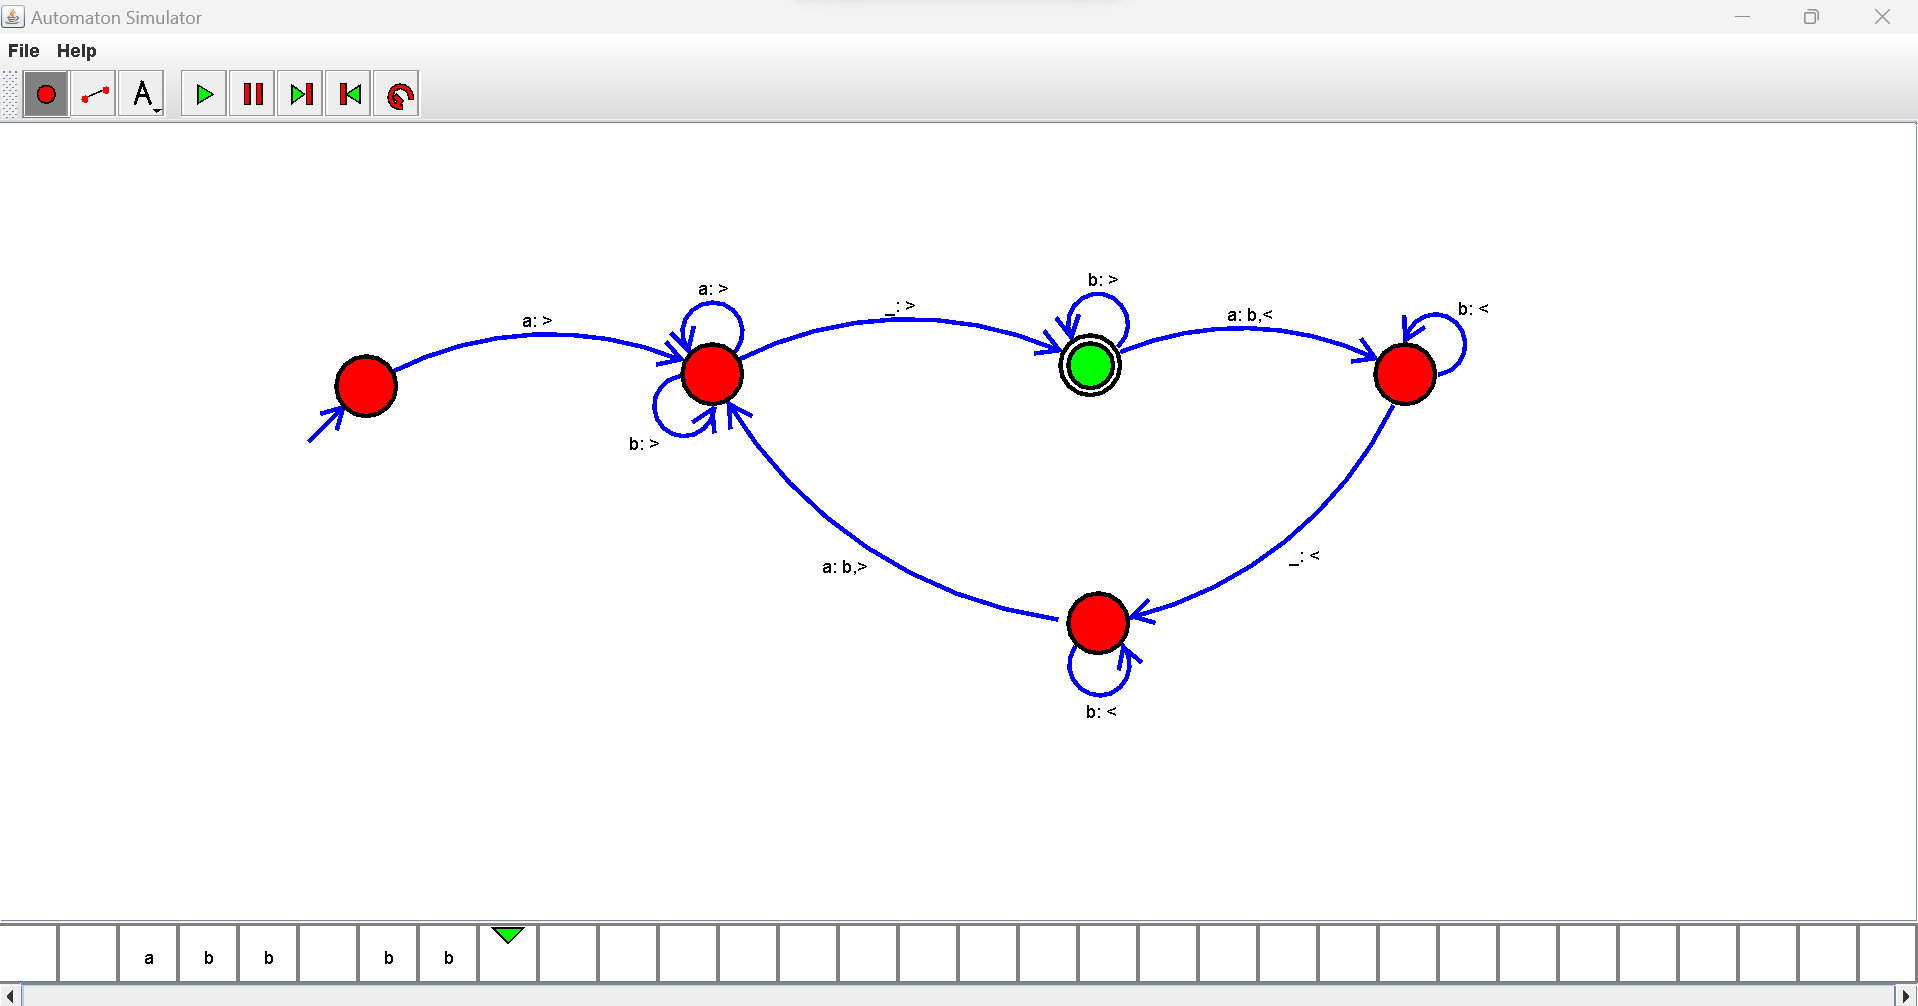 Automaton Simulator
File Help
A
b: >
a: >
_: >
b: <
a: >
a: b,<
b: >
_: <
a: b,>
b: <
a b b b b